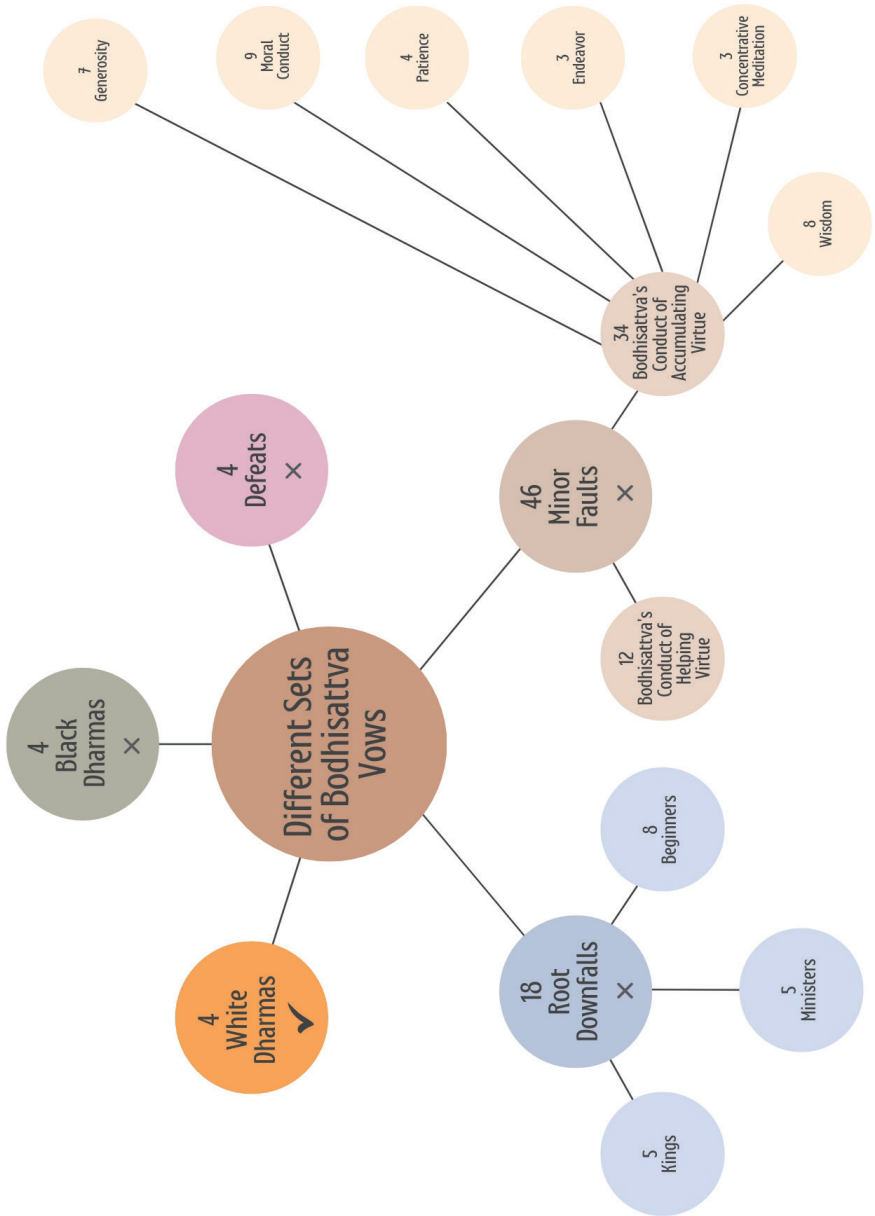 Different Sets
of Bodhisattva
Vows
4
White
Dharmas
✓
4
Black
Dharmas
×
4
Defeats
×
18
Root
Downfalls
×
5
Kings
5
Ministers
8
Beginners
46
Minor
Faults
×
12
Bodhisattva's
Conduct of
Helping
Virtue
34
Bodhisattva's
Conduct of
Accumulating
Virtue
7
Generosity
9
Moral
Conduct
4
Patience
3
Endeavor
3
Concentrative
Meditation
8
Wisdom